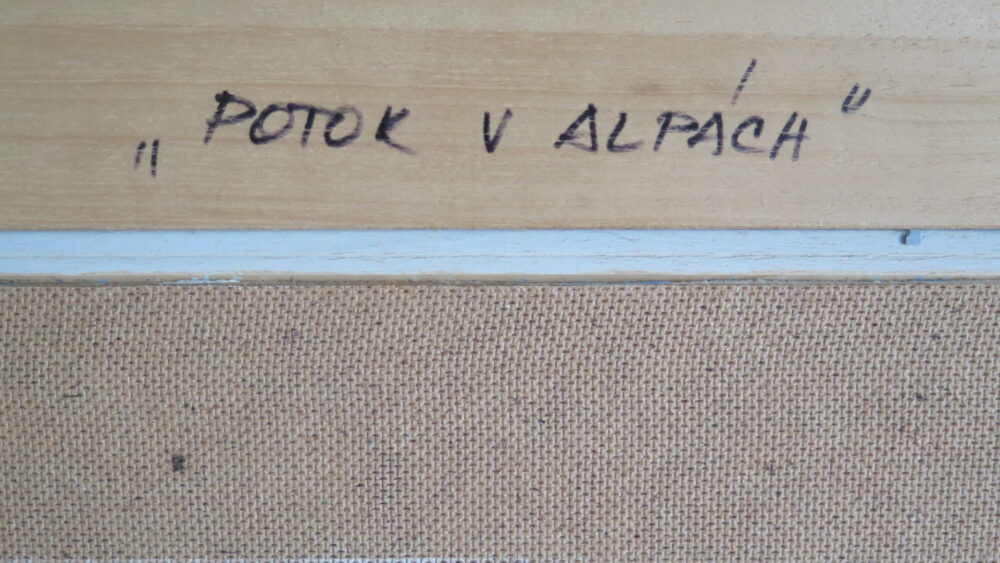 „POTOK V ALPÁCH"